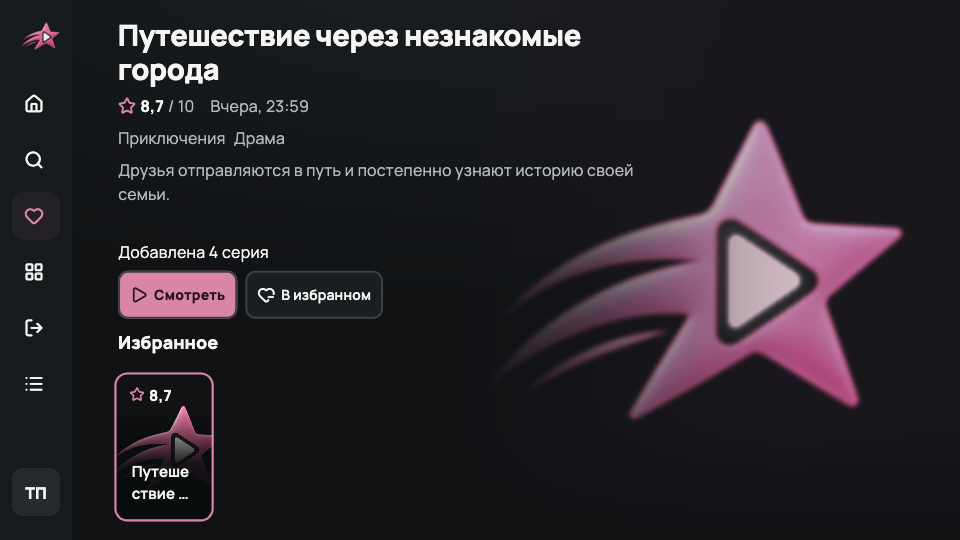 Путешествие через незнакомые
города
8,7 / 10 Вчера, 23:59
Приключения Драма
Друзья отправляются в путь и постепенно узнают историю своей
семьи.
Добавлена 4 серия
Смотреть
В избранном
Избранное
8,7
Путеше
ствие ...
ТП